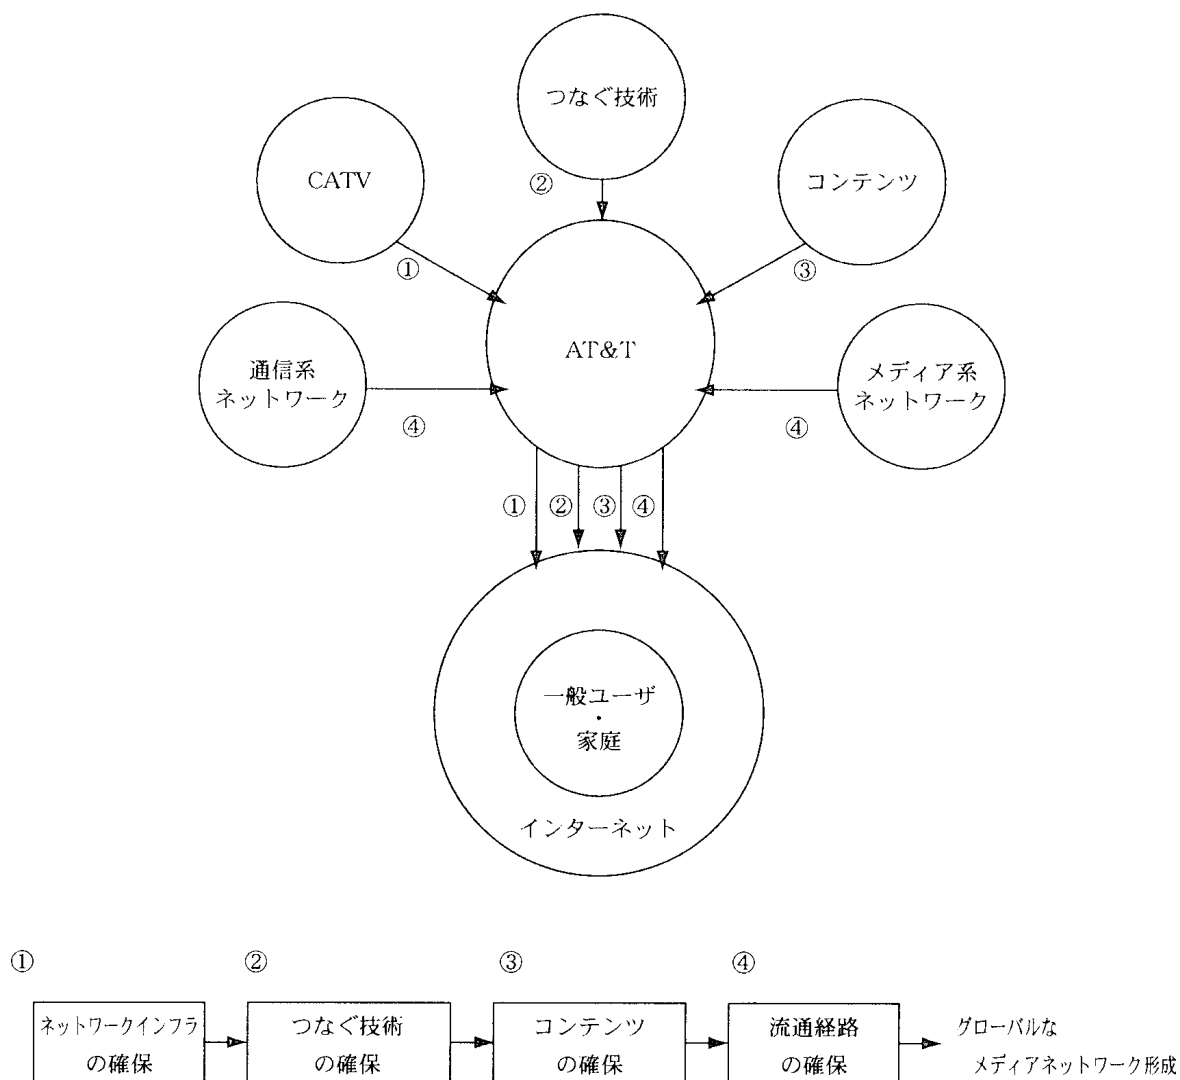 つなぐ技術
CATV
コンテンツ
②
①
③
AT&T
通信系
ネットワーク
メディア系
ネットワーク
④
④
①
②
③
④
一般ユーザ
・
家庭
インターネット
①
ネットワークインフラ
の確保
②
つなぐ技術
の確保
③
コンテンツ
の確保
④
流通経路
の確保
グローバルな
メディアネットワーク形成